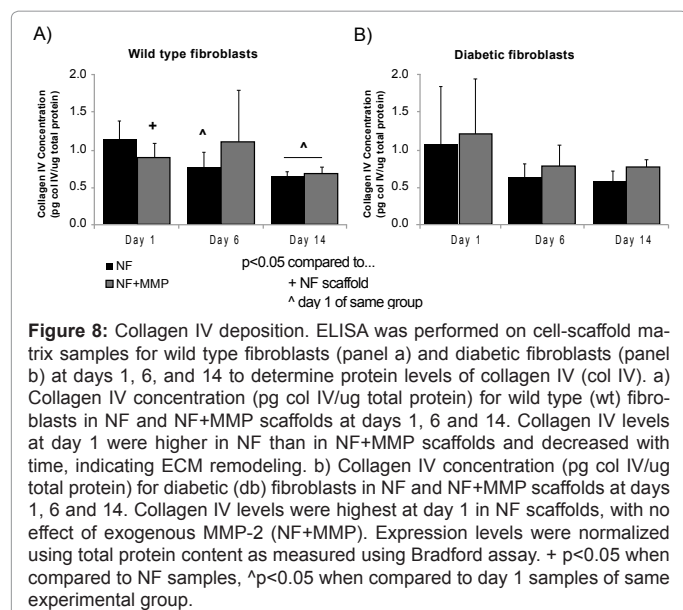 A)
B)
Wild type fibroblasts
Diabetic fibroblasts
Collagen IV Concentration
(pg col IV/ug total protein)
2.0
1.5
1.0
0.5
0.0
+
^
^
Day 1
Day 6
Day 14
Collagen IV Concentration
(pg col IV/ug total protein)
2.0
1.5
1.0
0.5
0.0
Day 1
Day 6
Day 14
NF
NF+MMP
p<0.05 compared to...
+ NF scaffold
^ day 1 of same group
Figure 8: Collagen IV deposition. ELISA was performed on cell-scaffold ma-
trix samples for wild type fibroblasts (panel a) and diabetic fibroblasts (panel
b) at days 1, 6, and 14 to determine protein levels of collagen IV (col IV). a)
Collagen IV concentration (pg col IV/ug total protein) for wild type (wt) fibro-
blasts in NF and NF+MMP scaffolds at days 1, 6 and 14. Collagen IV levels
at day 1 were higher in NF than in NF+MMP scaffolds and decreased with
time, indicating ECM remodeling. b) Collagen IV concentration (pg col IV/ug
total protein) for diabetic (db) fibroblasts in NF and NF+MMP scaffolds at days
1, 6 and 14. Collagen IV levels were highest at day 1 in NF scaffolds, with no
effect of exogenous MMP-2 (NF+MMP). Expression levels were normalized
using total protein content as measured using Bradford assay. + p<0.05 when
compared to NF samples, ^p<0.05 when compared to day 1 samples of same
experimental group.